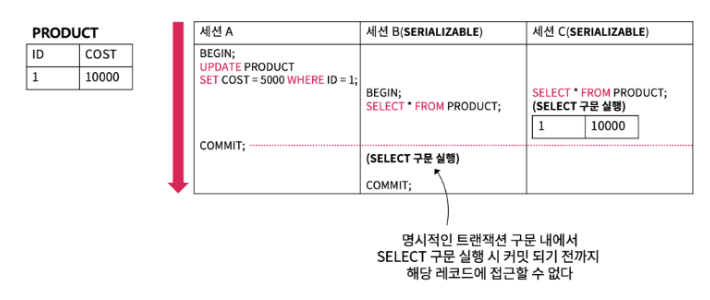 PRODUCT
ID COST
1 10000
세션 A
BEGIN;
UPDATE PRODUCT
SET COST = 5000 WHERE ID = 1;
COMMIT;
세션 B(SERIALIZABLE)
BEGIN;
SELECT * FROM PRODUCT;
(SELECT 구문 실행)
COMMIT;
세션 C(SERIALIZABLE)
SELECT * FROM PRODUCT;
(SELECT 구문 실행)
1 10000
명시적인 트랜잭션 구문 내에서
SELECT 구문 실행 시 커밋 되기 전까지
해당 레코드에 접근할 수 없다